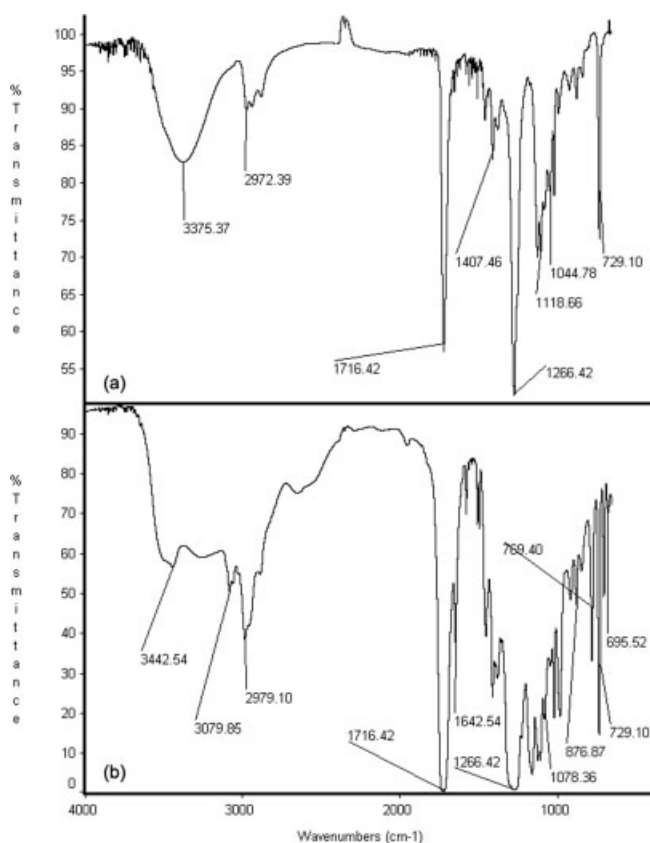 100
95
90
85
80
75
70
65
60
55
%
T
r
a
n
s
m
i
t
t
a
n
c
e
3375.37
2972.39
1716.42
1407.46
1266.42
1118.66
1044.78
729.10
(a)
90
80
70
60
50
40
30
20
10
0
%
T
r
a
n
s
m
i
t
t
a
n
c
e
3442.54
3079.85
2979.10
1716.42
1642.54
1266.42
769.40
876.87
1078.36
695.52
729.10
(b)
4000 3000 2000 1000
Wavenumbers (cm-1)